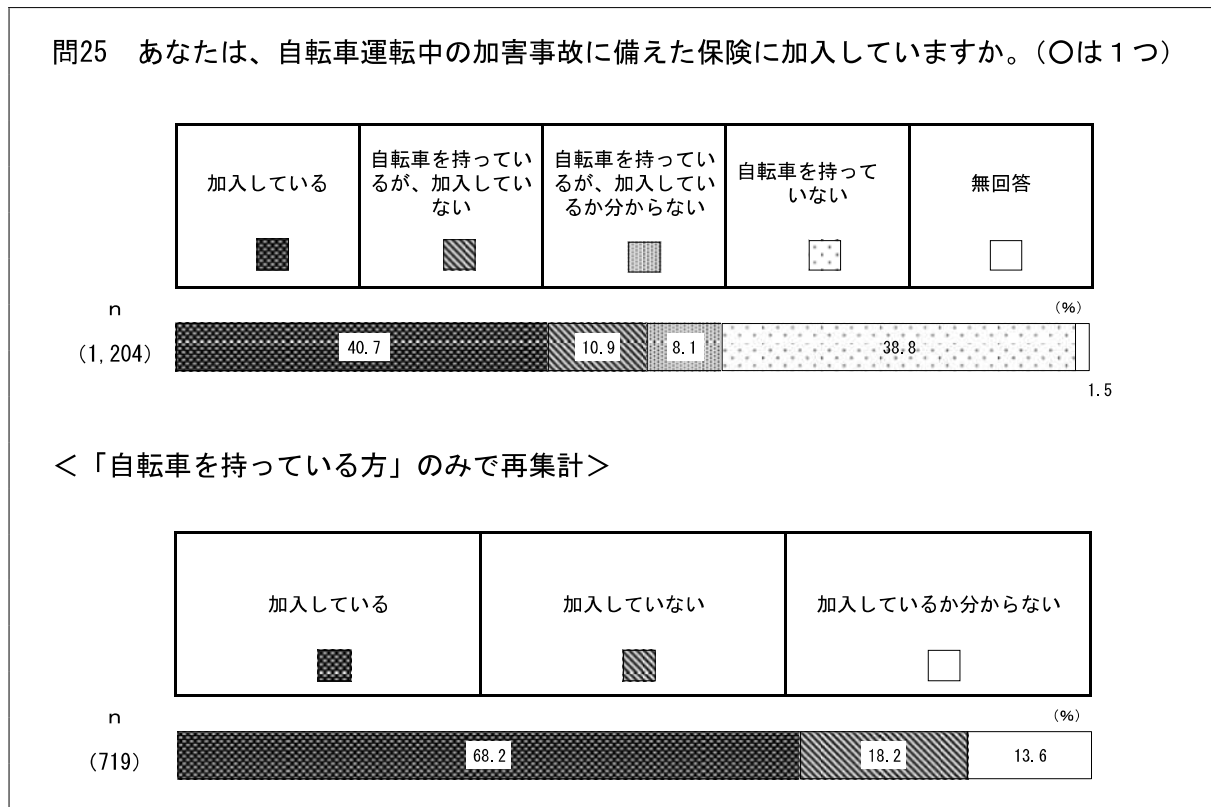 問25　あなたは、自転車運転中の加害事故に備えた保険に加入していますか。（〇は１つ）
加入している
自転車を持ってい
るが、加入してい
ない
自転車を持ってい
るが、加入してい
るか分からない
自転車を持って
いない
無回答
n
(%)
(1,204)
40.7
10.9
8.1
38.8
1.5
＜「自転車を持っている方」のみで再集計＞
加入している
加入していない
加入しているか分からない
n
(%)
(719)
68.2
18.2
13.6